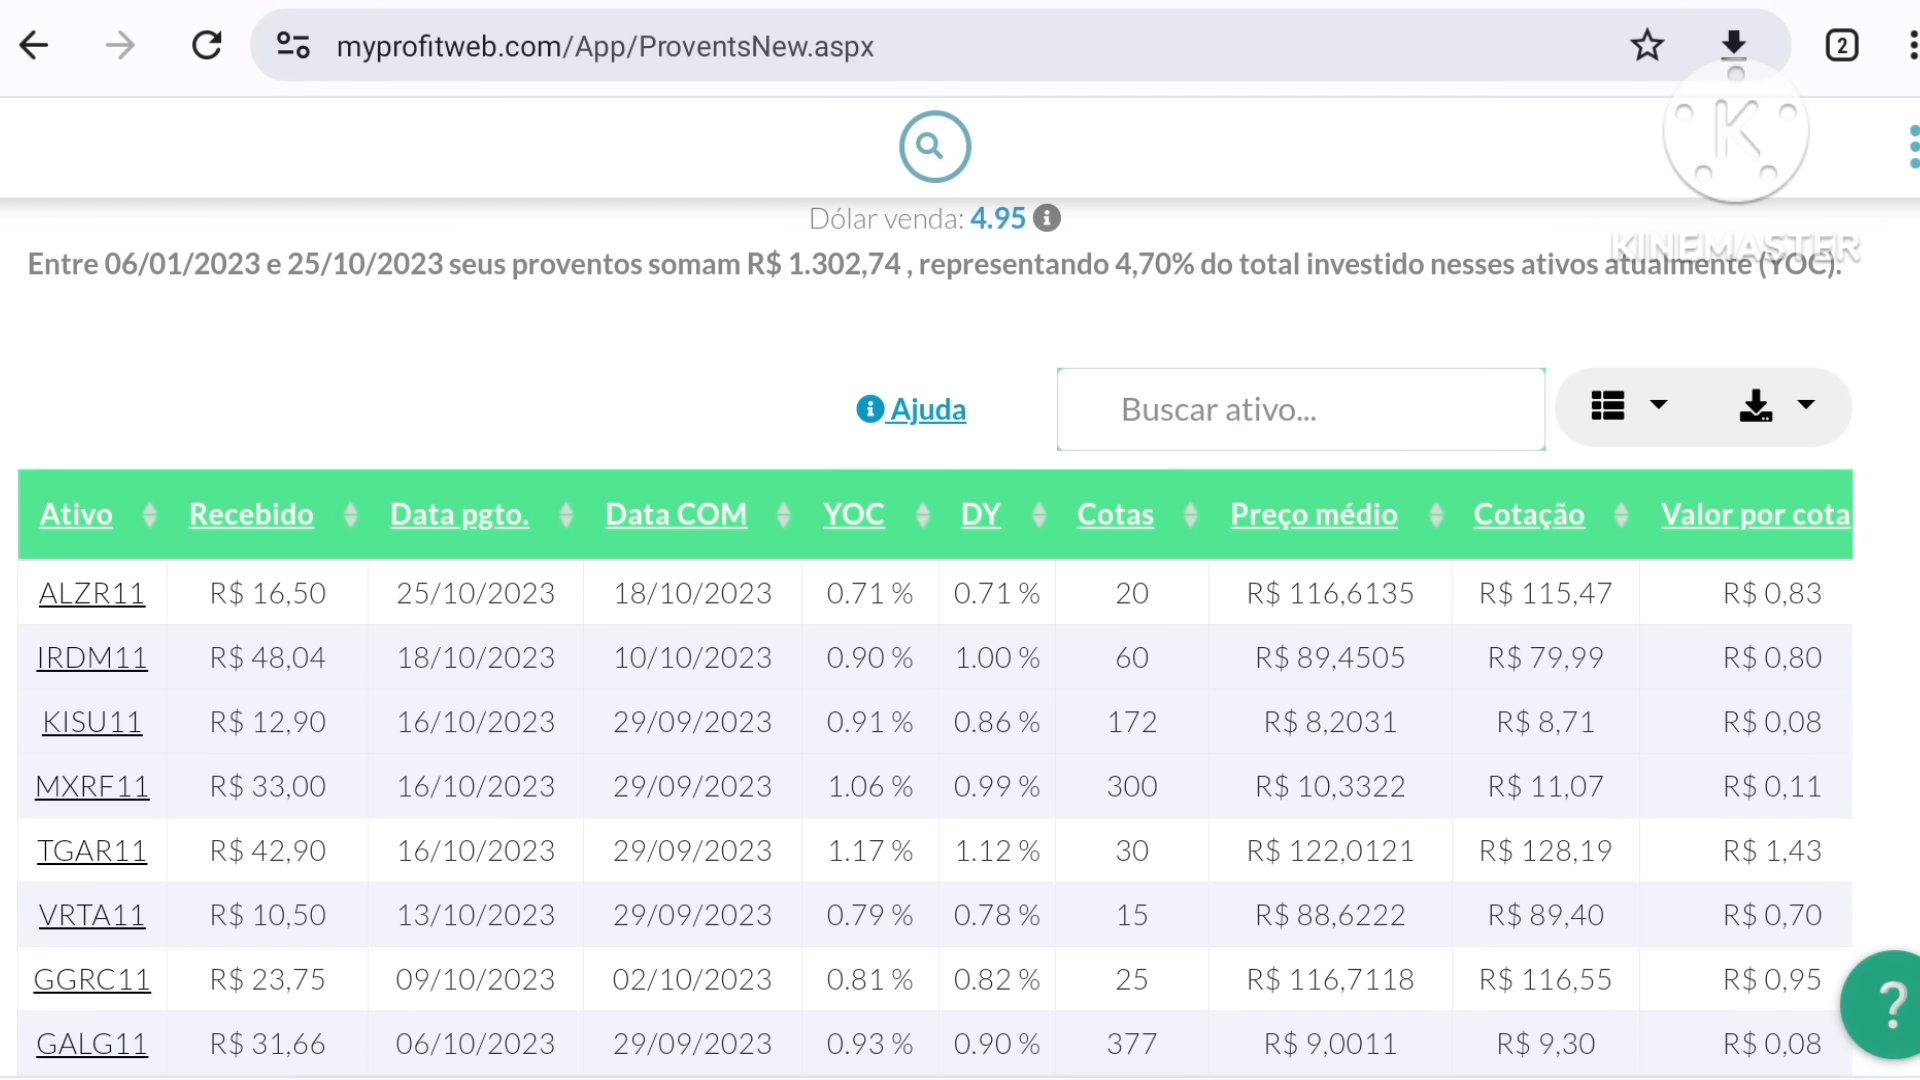 myprofitweb.com/App/ProventsNew.aspx
2
K
KINEMASTER
Dólar venda: 4.95
Entre 06/01/2023 e 25/10/2023 seus proventos somam R$ 1.302,74 , representando 4,70% do total investido nesses ativos atualmente (YOC).
Ajuda
Buscar ativo...
Ativo Recebido Data pgto. Data COM YOC DY Cotas Preço médio Cotação Valor por cota
ALZR11 R$ 16,50 25/10/2023 18/10/2023 0.71 % 0.71 % 20 R$ 116,6135 R$ 115,47 R$ 0,83
IRDM11 R$ 48,04 18/10/2023 10/10/2023 0.90 % 1.00 % 60 R$ 89,4505 R$ 79,99 R$ 0,80
KISU11 R$ 12,90 16/10/2023 29/09/2023 0.91 % 0.86 % 172 R$ 8,2031 R$ 8,71 R$ 0,08
MXRF11 R$ 33,00 16/10/2023 29/09/2023 1.06 % 0.99 % 300 R$ 10,3322 R$ 11,07 R$ 0,11
TGAR11 R$ 42,90 16/10/2023 29/09/2023 1.17 % 1.12 % 30 R$ 122,0121 R$ 128,19 R$ 1,43
VRTA11 R$ 10,50 13/10/2023 29/09/2023 0.79 % 0.78 % 15 R$ 88,6222 R$ 89,40 R$ 0,70
GGRC11 R$ 23,75 09/10/2023 02/10/2023 0.81 % 0.82 % 25 R$ 116,7118 R$ 116,55 R$ 0,95
GALG11 R$ 31,66 06/10/2023 29/09/2023 0.93 % 0.90 % 377 R$ 9,0011 R$ 9,30 R$ 0,08
?